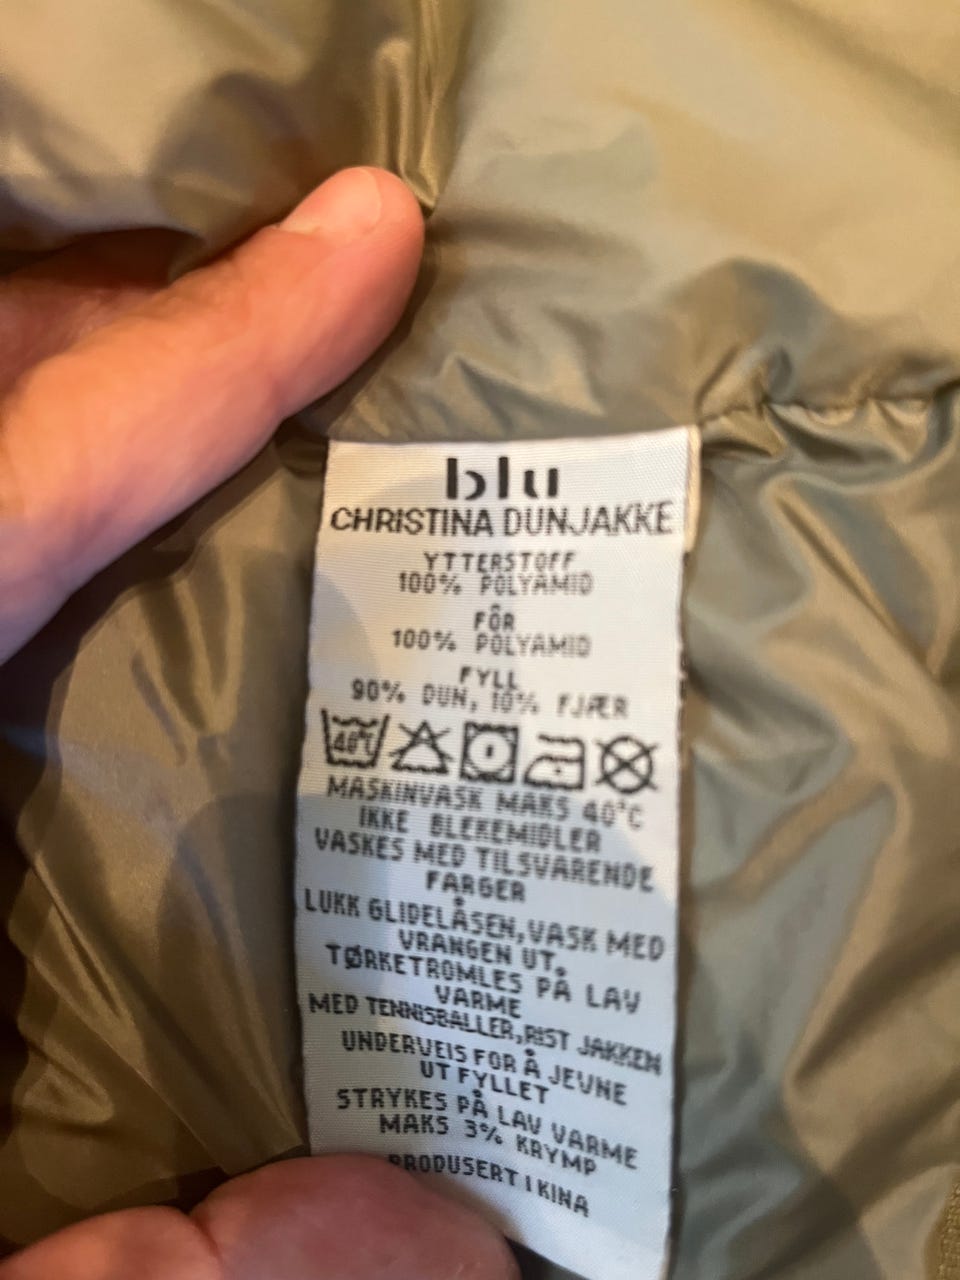 blu
CHRISTINA DUNJAKKE
YTTERSTOFF
100% POLYAMID
FÔR
100% POLYAMID
FYLL
90% DUN, 10% FJÆR
40°C
MASKINVASK MAKS 40°C
IKKE BLEKEMIDLER
VASKES MED TILSVARENDE
FARGER
LUKK GLIDELÅSEN, VASK MED
VRANGEN UT.
TØRKETROMLES PÅ LAV
VARME
MED TENNISBALLER, RIST JAKKEN
UNDERVEIS FOR Å JEVNE
UT FYLLET
STRYKES PÅ LAV VARME
MAKS 3% KRYMP
PRODUSERT I KINA